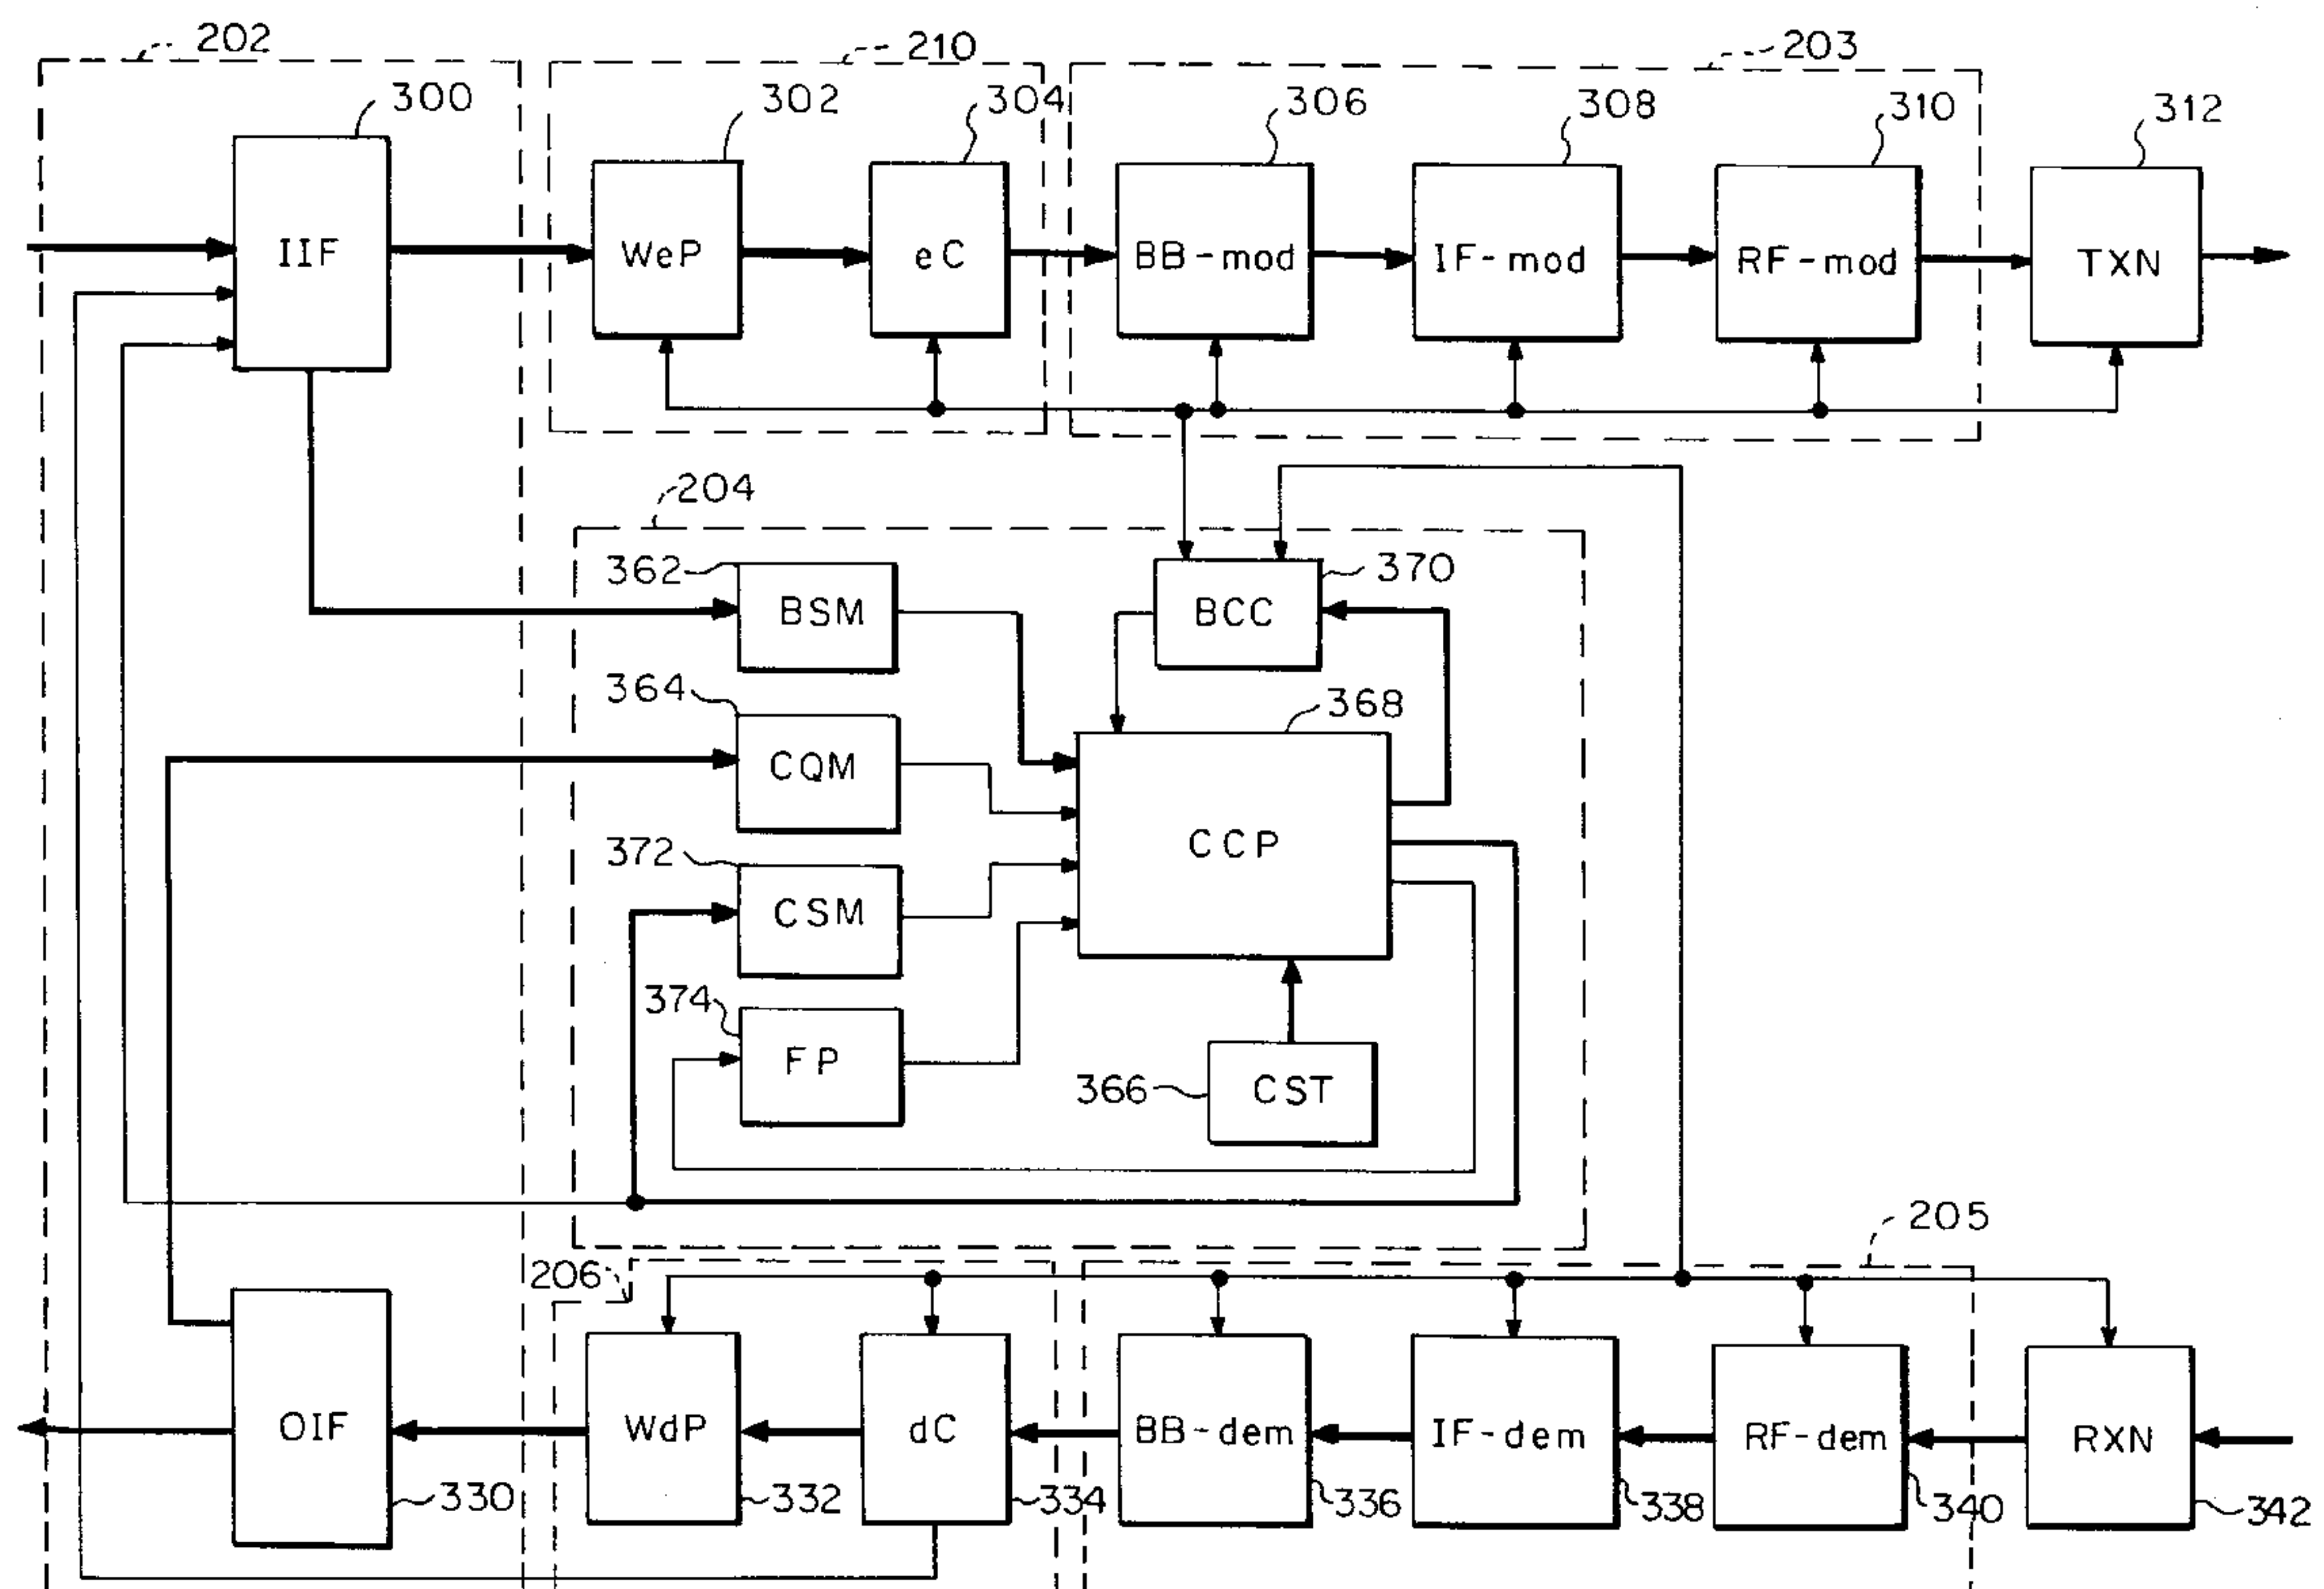 202
210
203
300
302
304
306
308
310
312
IIF
WeP
eC
BB-mod
IF-mod
RF-mod
TXN
204
362
BSM
BCC
370
364
CQM
368
CCP
372
CSM
374
FP
366
CST
205
206
OIF
WdP
dC
BB-dem
IF-dem
RF-dem
RXN
330
332
334
336
338
340
342